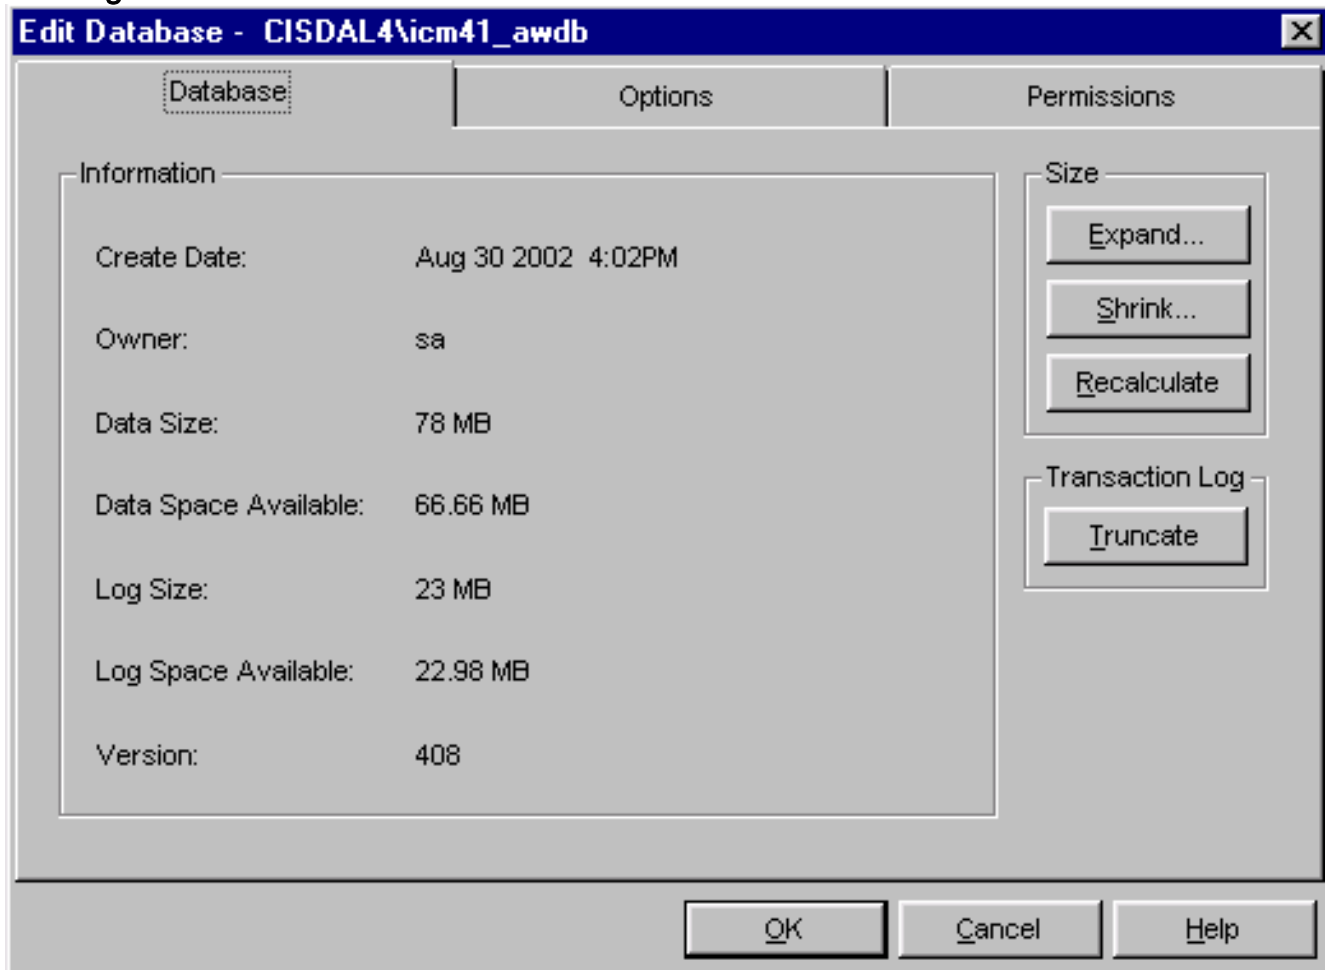 Edit Database - CISDAL4\icm41_awdb
Database Options Permissions
Information
Create Date: Aug 30 2002 4:02PM
Owner: sa
Data Size: 78 MB
Data Space Available: 66.66 MB
Log Size: 23 MB
Log Space Available: 22.98 MB
Version: 408
Size
Expand...
Shrink...
Recalculate
Transaction Log
Truncate
OK Cancel Help